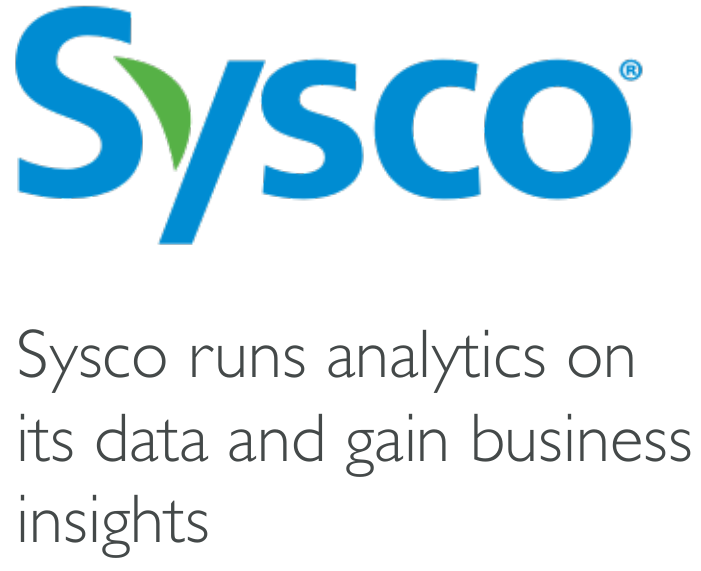 Sysco®
Sysco runs analytics on
its data and gain business
insights